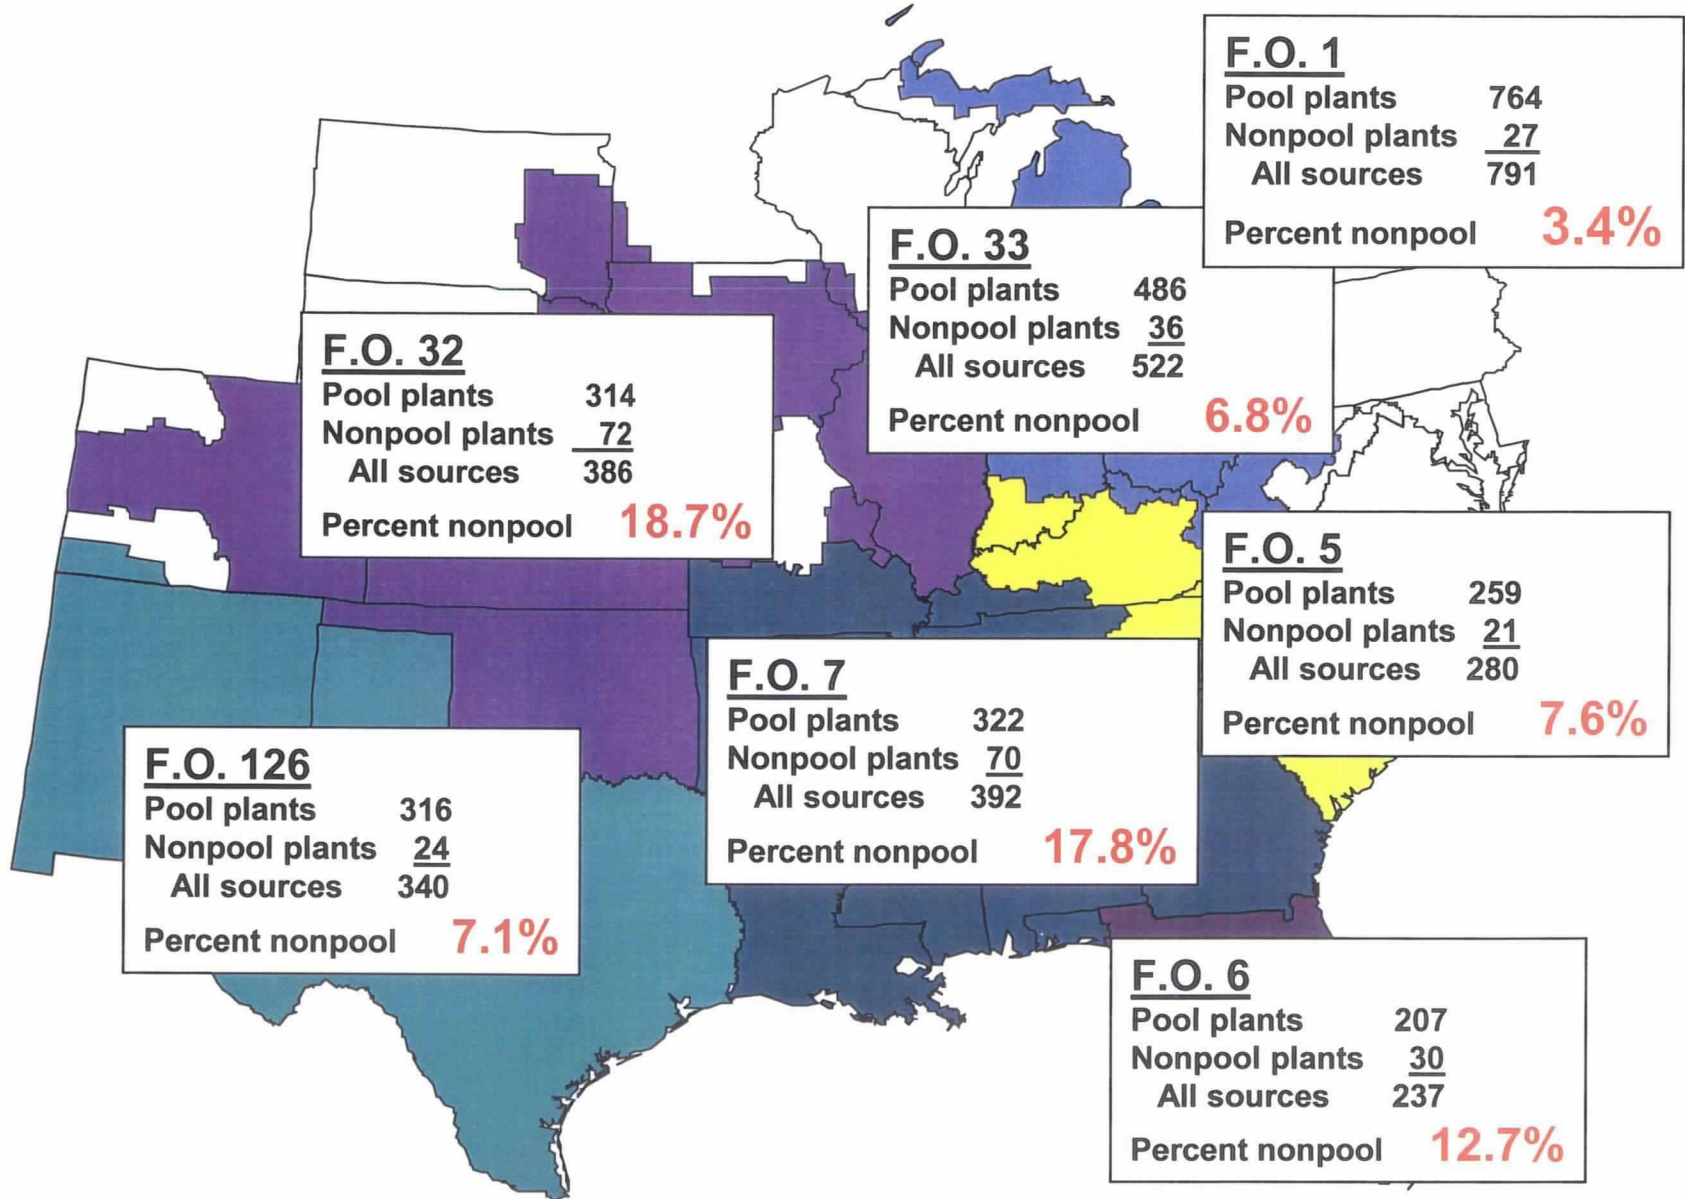 F.O. 1
Pool plants 764
Nonpool plants 27
All sources 791
Percent nonpool 3.4%
F.O. 33
Pool plants 486
Nonpool plants 36
All sources 522
Percent nonpool 6.8%
F.O. 32
Pool plants 314
Nonpool plants 72
All sources 386
Percent nonpool 18.7%
F.O. 5
Pool plants 259
Nonpool plants 21
All sources 280
Percent nonpool 7.6%
F.O. 7
Pool plants 322
Nonpool plants 70
All sources 392
Percent nonpool 17.8%
F.O. 126
Pool plants 316
Nonpool plants 24
All sources 340
Percent nonpool 7.1%
F.O. 6
Pool plants 207
Nonpool plants 30
All sources 237
Percent nonpool 12.7%